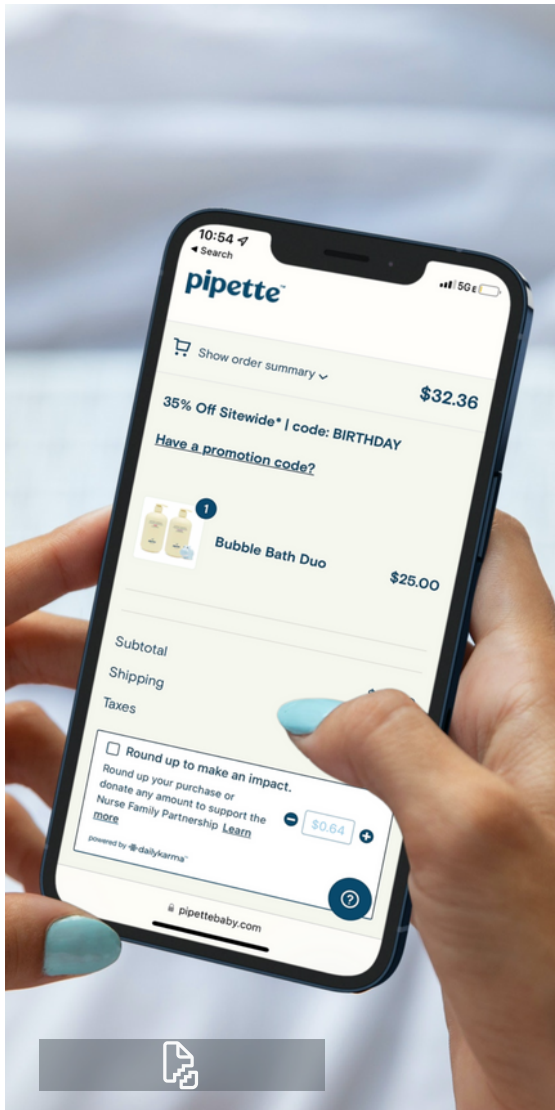 10:54
◀ Search
5G E
pipette™
Show order summary
$32.36
35% Off Sitewide* | code: BIRTHDAY
Have a promotion code?
1
Bubble Bath Duo
$25.00
Subtotal
Shipping
Taxes
Round up to make an impact.
Round up your purchase or
donate any amount to support the
Nurse Family Partnership Learn
more
$0.64
powered by dailykarma™
pipettebaby.com